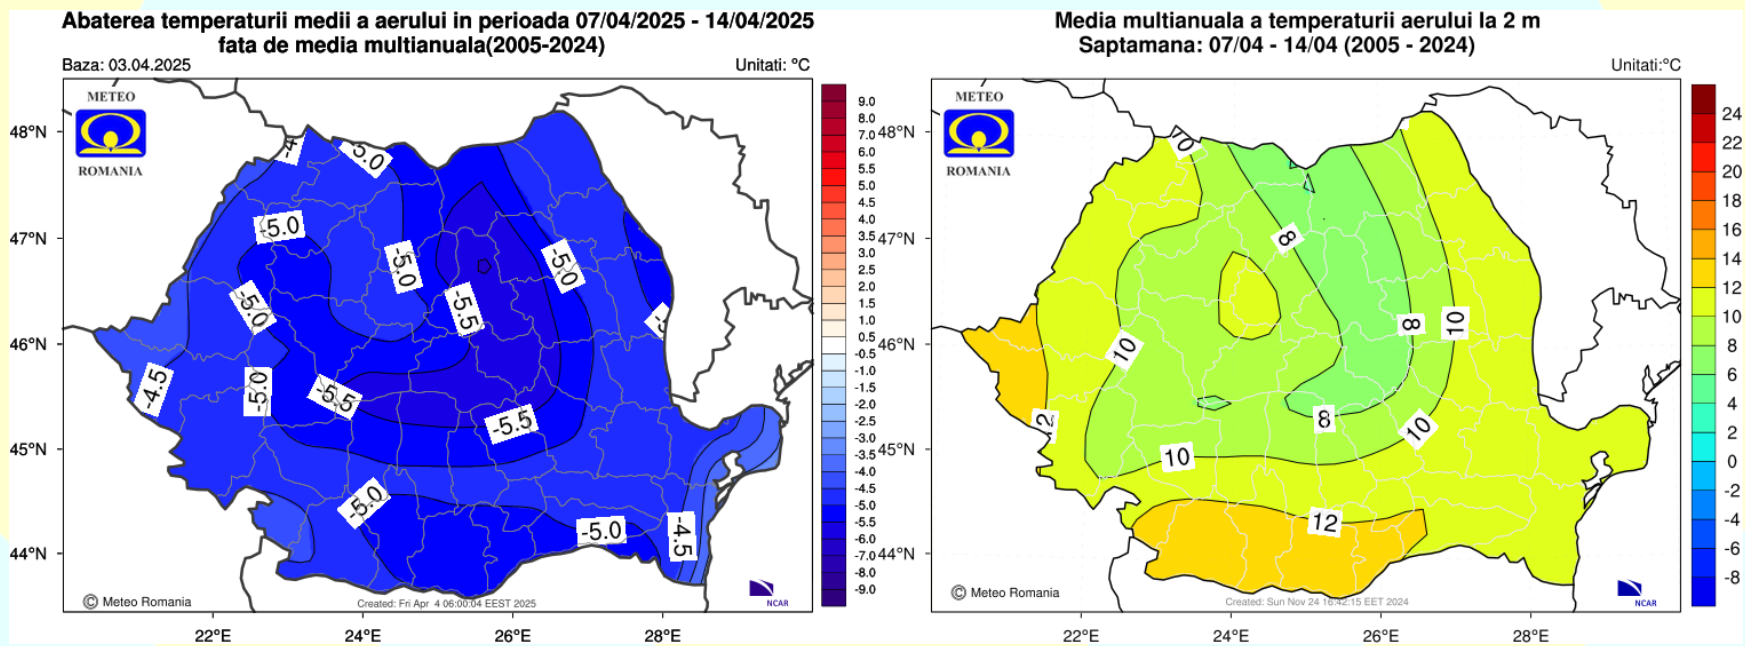 Abaterea temperaturii medii a aerului in perioada 07/04/2025 - 14/04/2025
fata de media multianuala(2005-2024)
Baza: 03.04.2025
Unitati: °C
METEO
ROMANIA
48°N
47°N
46°N
45°N
44°N
-4
-5.0
-5.0
-5.0
-5.0
-5.5
-5.0
-4.5
-5.0
-5.5
-5.5
-5.0
-5.0
-4.5
9.0
8.0
7.0
6.0
5.5
5.0
4.5
4.0
3.5
3.0
2.5
2.0
1.5
1.0
0.5
-0.5
-1.0
-1.5
-2.0
-2.5
-3.0
-3.5
-4.0
-4.5
-5.0
-5.5
-6.0
-7.0
-8.0
-9.0
© Meteo Romania
Created: Fri Apr 4 06:00:04 EEST 2025
NCAR
22°E
24°E
26°E
28°E
Media multianuala a temperaturii aerului la 2 m
Saptamana: 07/04 - 14/04 (2005 - 2024)
Unitati:°C
METEO
ROMANIA
48°N
47°N
46°N
45°N
44°N
10
8
8
10
10
12
8
10
10
12
24
22
20
18
16
14
12
10
8
6
4
2
0
-2
-4
-6
-8
© Meteo Romania
Created: Sun Nov 24 16:42:15 EET 2024
NCAR
22°E
24°E
26°E
28°E